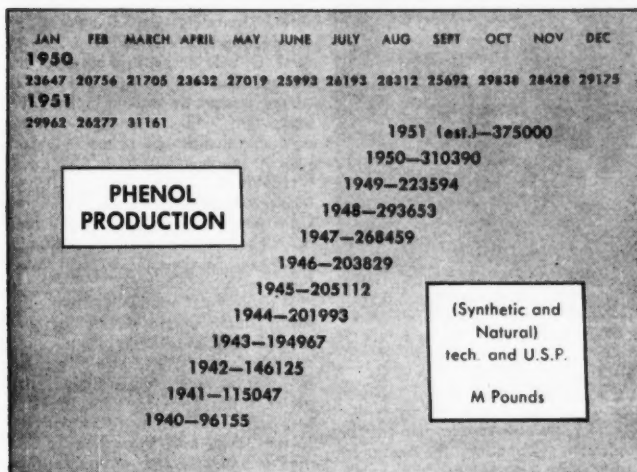 JAN FEB MARCH APRIL MAY JUNE JULY AUG SEPT OCT NOV DEC
1950
23647 20756 21705 23632 27019 25993 26193 28312 25692 29838 28428 29175
1951
29962 26277 31161
1951 (est.)—375000
1950—310390
1949—223594
1948—293653
1947—268459
1946—203829
1945—205112
1944—201993
1943—194967
1942—146125
1941—115047
1940—96155
PHENOL
PRODUCTION
(Synthetic and
Natural)
tech. and U.S.P.
M Pounds